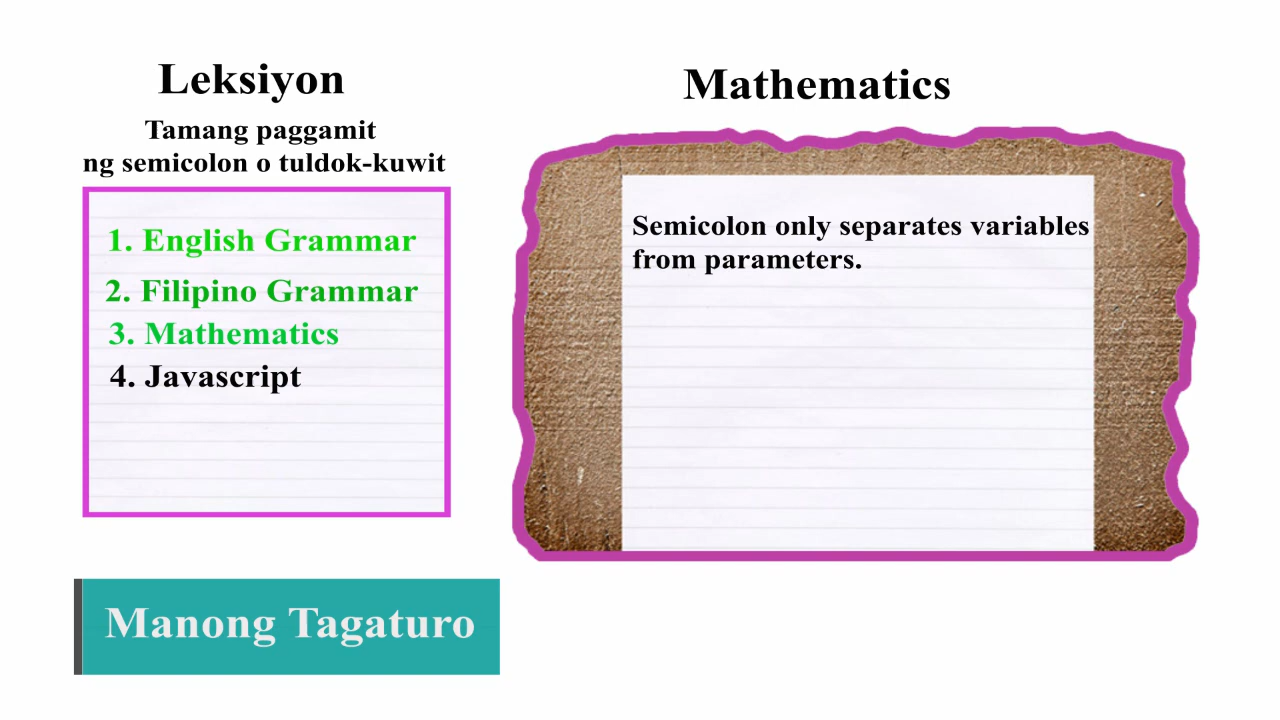 Leksiyon
Tamang paggamit
ng semicolon o tuldok-kuwit
1. English Grammar
2. Filipino Grammar
3. Mathematics
4. Javascript
Mathematics
Semicolon only separates variables
from parameters.
Manong Tagaturo